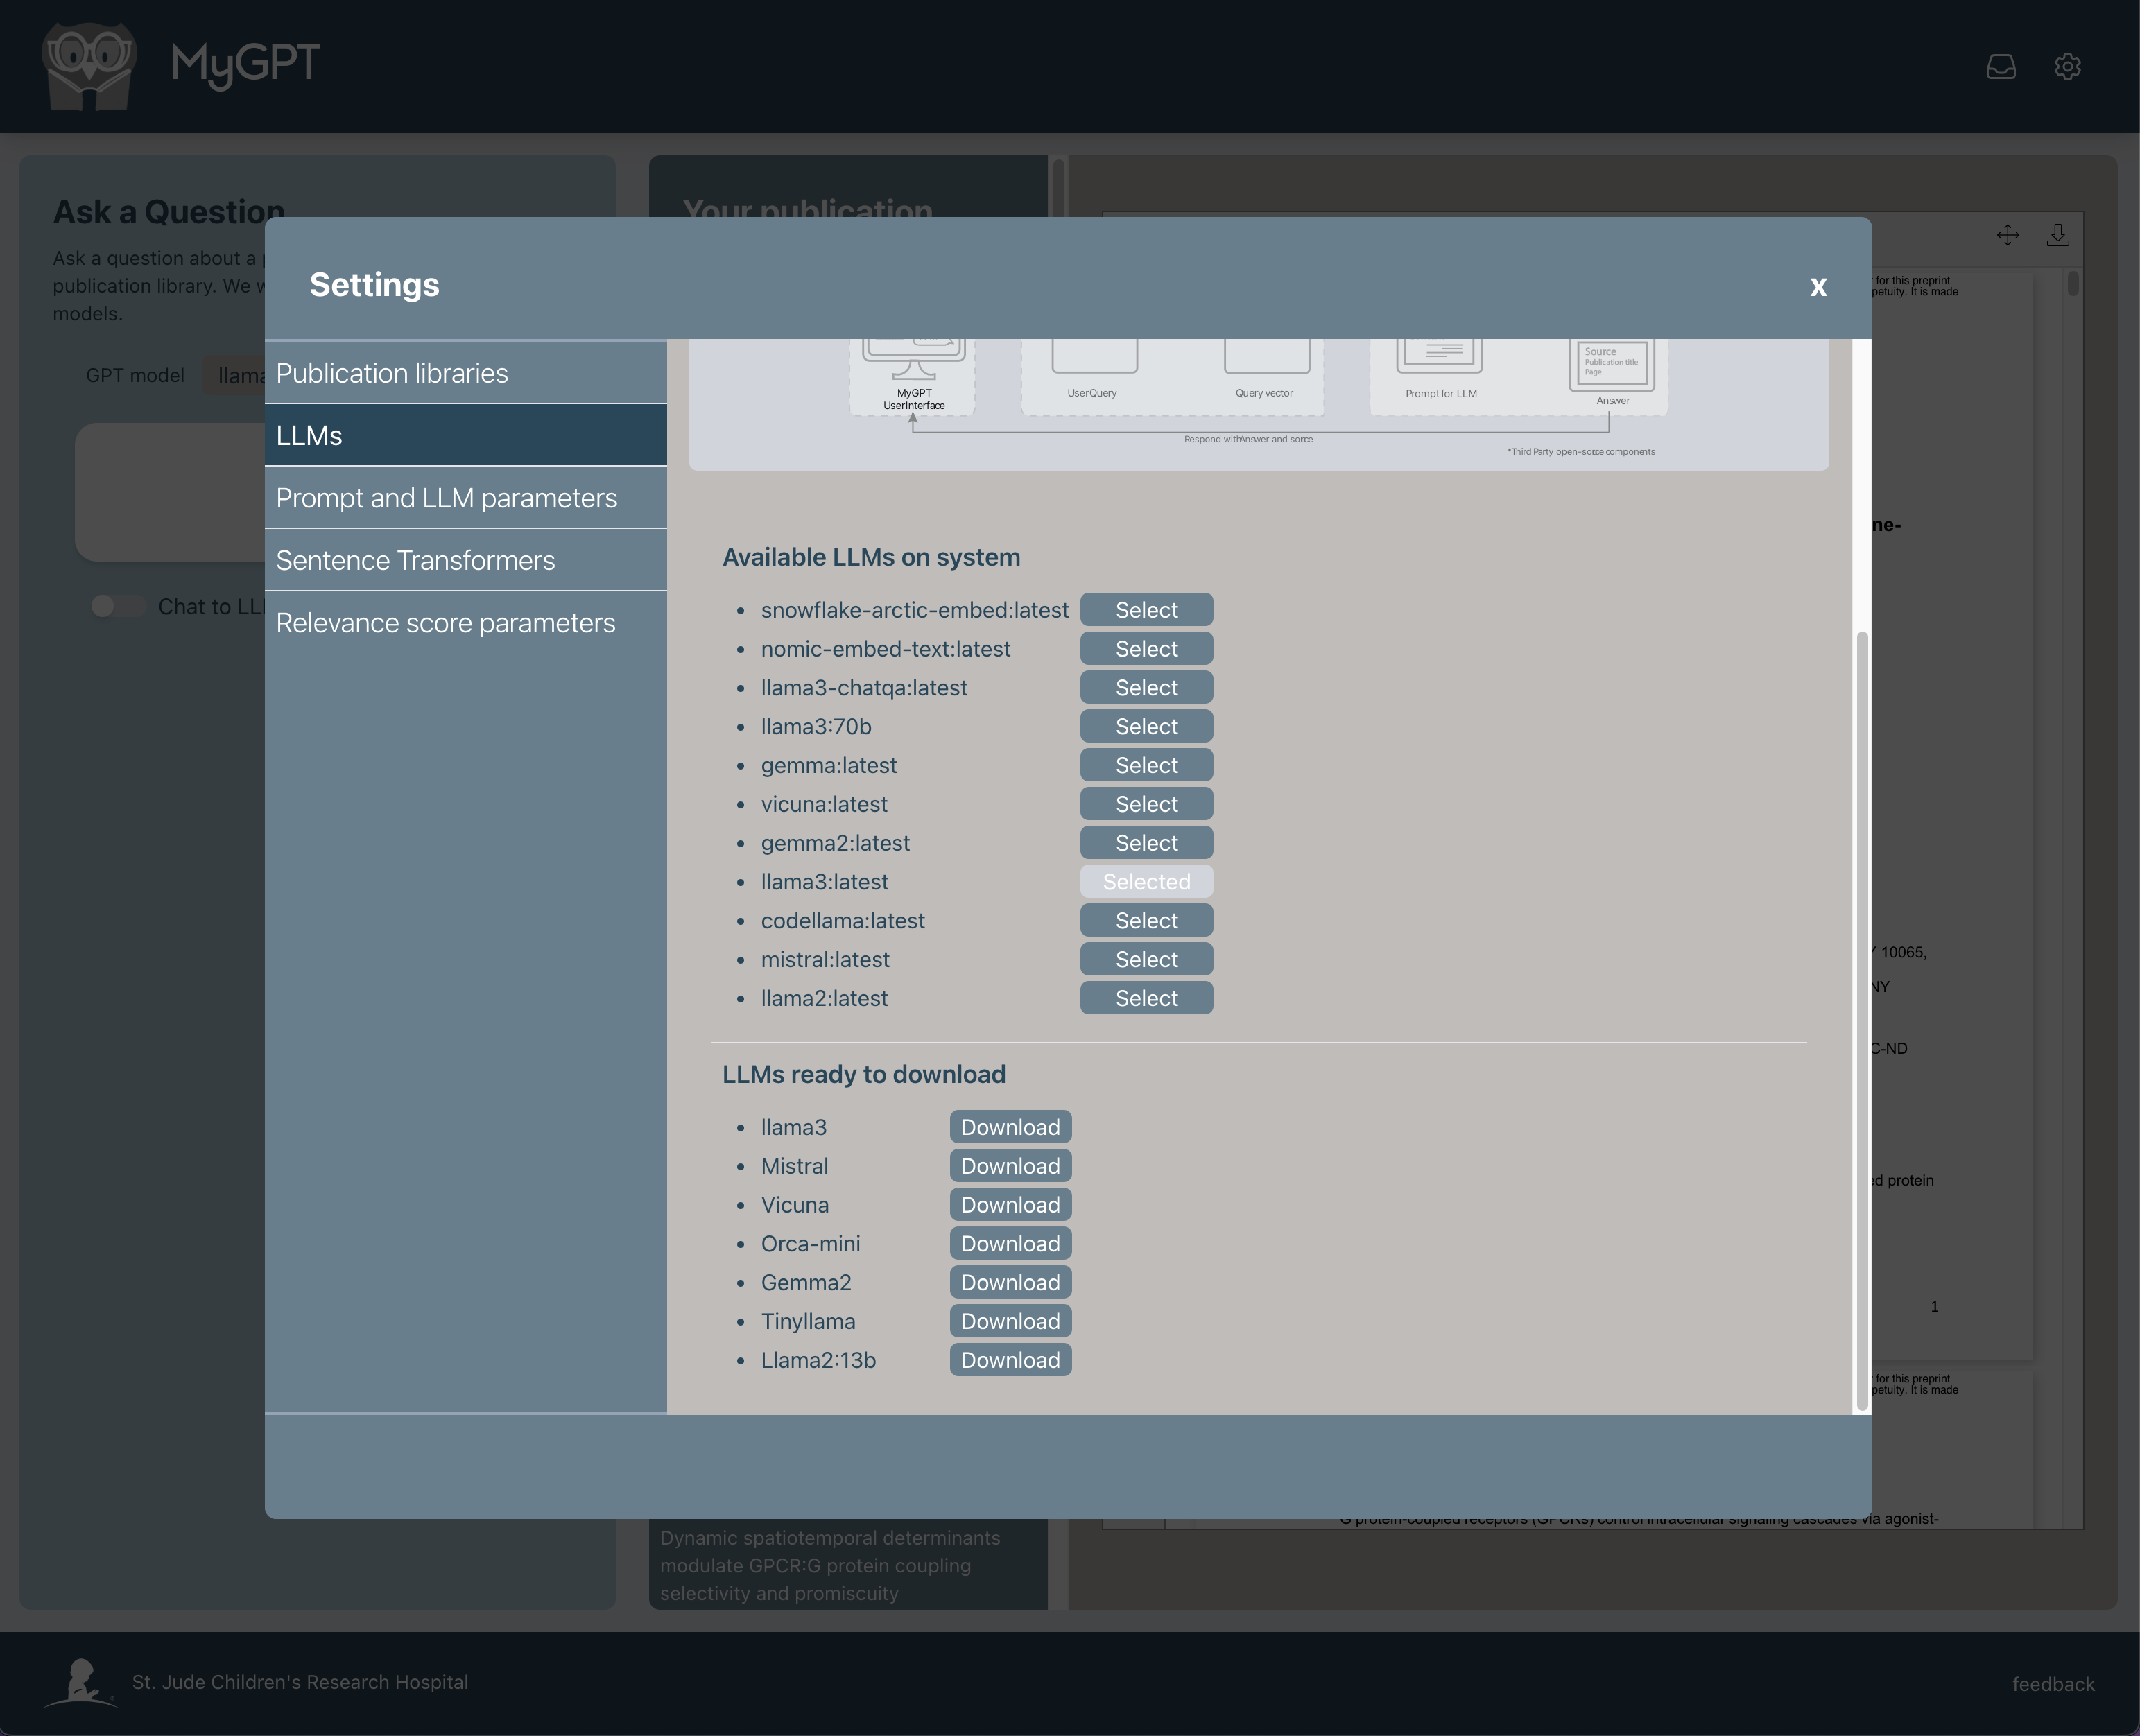 MyGPT
Ask a Question
Ask a question about a
publication library. We
models.
GPT model
Chat to
Your publication
Settings
x
Publication libraries
LLMs
Prompt and LLM parameters
Sentence Transformers
Relevance score parameters
MyGPT
UserInterface
UserQuery
Query vector
Prompt for LLM
Source
Publication title
Page
Answer
Respond with Answer and source
*Third Party open-source components
Available LLMs on system
snowflake-arctic-embed:latest Select
nomic-embed-text:latest Select
llama3-chatqa:latest Select
llama3:70b Select
gemma:latest Select
vicuna:latest Select
gemma2:latest Select
llama3:latest Selected
codellama:latest Select
mistral:latest Select
llama2:latest Select
LLMs ready to download
llama3 Download
Mistral Download
Vicuna Download
Orca-mini Download
Gemma2 Download
Tinyllama Download
Llama2:13b Download
for this preprint
petuity. It is made
ne-
10065,
NY
C-ND
protein
1
for this preprint
petuity. It is made
G protein-coupled receptors (GPCRs) control intracellular signaling cascades via agonist-
Dynamic spatiotemporal determinants
modulate GPCR:G protein coupling
selectivity and promiscuity
St. Jude Children's Research Hospital
feedback